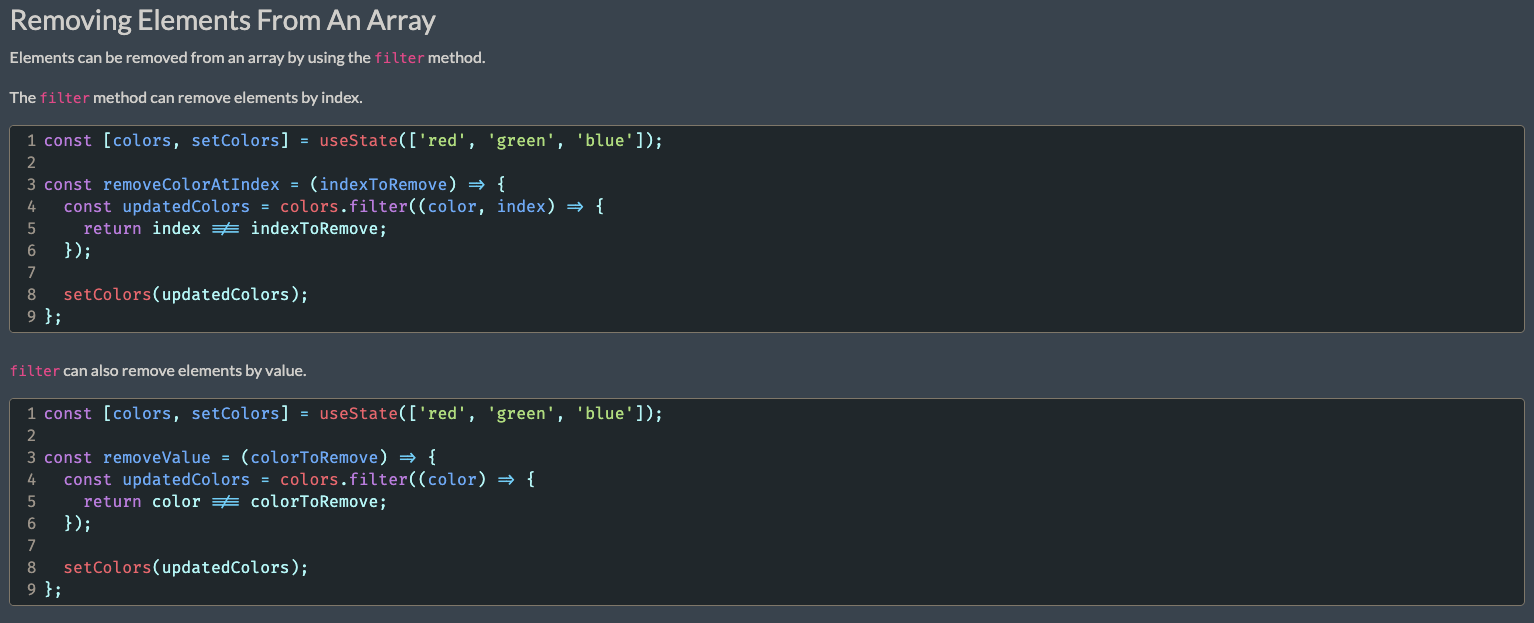 Removing Elements From An Array
Elements can be removed from an array by using the filter method.
The filter method can remove elements by index.
1 const [colors, setColors] = useState(['red', 'green', 'blue']);
2
3 const removeColorAtIndex = (indexToRemove) => {
4   const updatedColors = colors.filter((color, index) => {
5     return index !== indexToRemove;
6   });
7
8   setColors(updatedColors);
9 };
filter can also remove elements by value.
1 const [colors, setColors] = useState(['red', 'green', 'blue']);
2
3 const removeValue = (colorToRemove) => {
4   const updatedColors = colors.filter((color) => {
5     return color !== colorToRemove;
6   });
7
8   setColors(updatedColors);
9 };